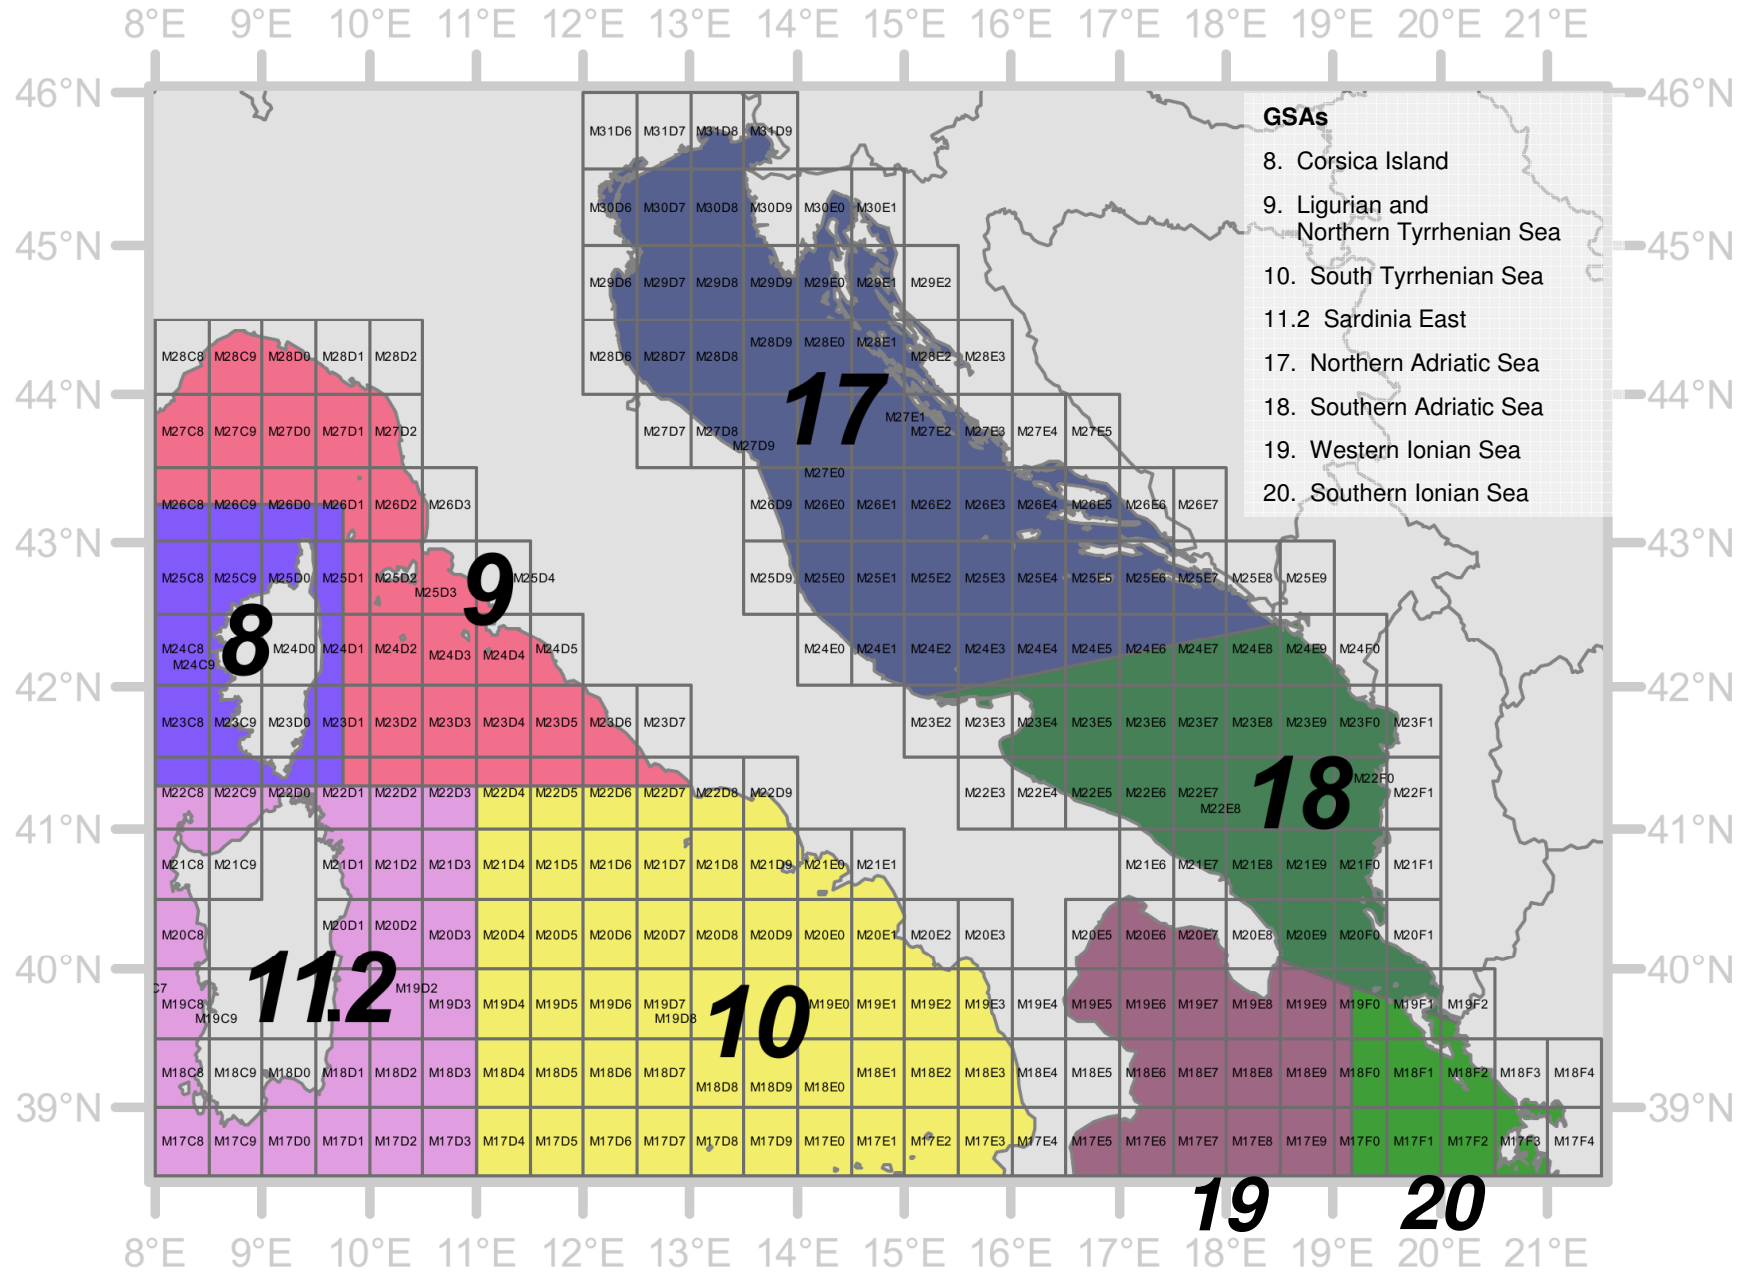 8°E 9°E 10°E 11°E 12°E 13°E 14°E 15°E 16°E 17°E 18°E 19°E 20°E 21°E
46°N 46°N
GSAs
8. Corsica Island
9. Ligurian and
Northern Tyrrhenian Sea
10. South Tyrrhenian Sea
11.2 Sardinia East
17. Northern Adriatic Sea
18. Southern Adriatic Sea
19. Western Ionian Sea
20. Southern Ionian Sea
M31D6 M31D7 M31D8 M31D9
M30D6 M30D7 M30D8 M30D9 M30E0 M30E1
45°N 45°N
M29D6 M29D7 M29D8 M29D9 M29E0 M29E1 M29E2
M28C8 M28C9 M28D0 M28D1 M28D2 M28D6 M28D7 M28D8 M28D9 M28E0 M28E1 M28E2 M28E3
44°N 44°N
17
M27C8 M27C9 M27D0 M27D1 M27D2 M27D7 M27D8 M27D9 M27E0 M27E1 M27E2 M27E3 M27E4 M27E5
M26C8 M26C9 M26D0 M26D1 M26D2 M26D3 M26D9 M26E0 M26E1 M26E2 M26E3 M26E4 M26E5 M26E6 M26E7
43°N 43°N
M25C8 M25C9 M25D0 M25D1 M25D2 M25D3 M25D4 M25D9 M25E0 M25E1 M25E2 M25E3 M25E4 M25E5 M25E6 M25E7 M25E8 M25E9
9
8
M24C8 M24C9 M24D0 M24D1 M24D2 M24D3 M24D4 M24D5 M24E0 M24E1 M24E2 M24E3 M24E4 M24E5 M24E6 M24E7 M24E8 M24E9 M24F0
42°N 42°N
M23C8 M23C9 M23D0 M23D1 M23D2 M23D3 M23D4 M23D5 M23D6 M23D7 M23E2 M23E3 M23E4 M23E5 M23E6 M23E7 M23E8 M23E9 M23F0 M23F1
18
M22C8 M22C9 M22D0 M22D1 M22D2 M22D3 M22D4 M22D5 M22D6 M22D7 M22D8 M22D9 M22E3 M22E4 M22E5 M22E6 M22E7 M22E8 M22F0 M22F1
41°N 41°N
M21C8 M21C9 M21D1 M21D2 M21D3 M21D4 M21D5 M21D6 M21D7 M21D8 M21D9 M21E0 M21E1 M21E6 M21E7 M21E8 M21E9 M21F0 M21F1
M20C8 M20D1 M20D2 M20D3 M20D4 M20D5 M20D6 M20D7 M20D8 M20D9 M20E0 M20E1 M20E2 M20E3 M20E5 M20E6 M20E7 M20E8 M20E9 M20F0 M20F1
40°N 40°N
11.2
10
C7 M19C8 M19C9 M19D2 M19D3 M19D4 M19D5 M19D6 M19D7 M19D8 M19E0 M19E1 M19E2 M19E3 M19E4 M19E5 M19E6 M19E7 M19E8 M19E9 M19F0 M19F1 M19F2
M18C8 M18C9 M18D0 M18D1 M18D2 M18D3 M18D4 M18D5 M18D6 M18D7 M18D8 M18D9 M18E0 M18E1 M18E2 M18E3 M18E4 M18E5 M18E6 M18E7 M18E8 M18E9 M18F0 M18F1 M18F2 M18F3 M18F4
39°N 39°N
M17C8 M17C9 M17D0 M17D1 M17D2 M17D3 M17D4 M17D5 M17D6 M17D7 M17D8 M17D9 M17E0 M17E1 M17E2 M17E3 M17E4 M17E5 M17E6 M17E7 M17E8 M17E9 M17F0 M17F1 M17F2 M17F3 M17F4
19 20
8°E 9°E 10°E 11°E 12°E 13°E 14°E 15°E 16°E 17°E 18°E 19°E 20°E 21°E